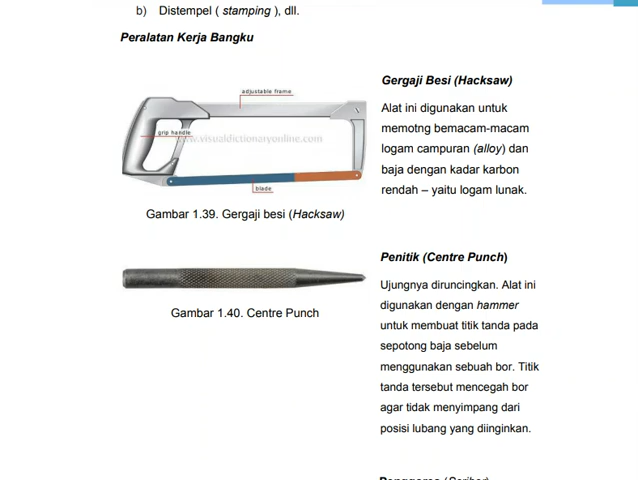 b) Distempel ( stamping ), dll.
Peralatan Kerja Bangku
adjustable frame
grip handle
www.visualdictionaryonline.com
blade
Gambar 1.39. Gergaji besi (Hacksaw)
Gergaji Besi (Hacksaw)
Alat ini digunakan untuk
memotng bemacam-macam
logam campuran (alloy) dan
baja dengan kadar karbon
rendah – yaitu logam lunak.
Gambar 1.40. Centre Punch
Penitik (Centre Punch)
Ujungnya diruncingkan. Alat ini
digunakan dengan hammer
untuk membuat titik tanda pada
sepotong baja sebelum
menggunakan sebuah bor. Titik
tanda tersebut mencegah bor
agar tidak menyimpang dari
posisi lubang yang diinginkan.